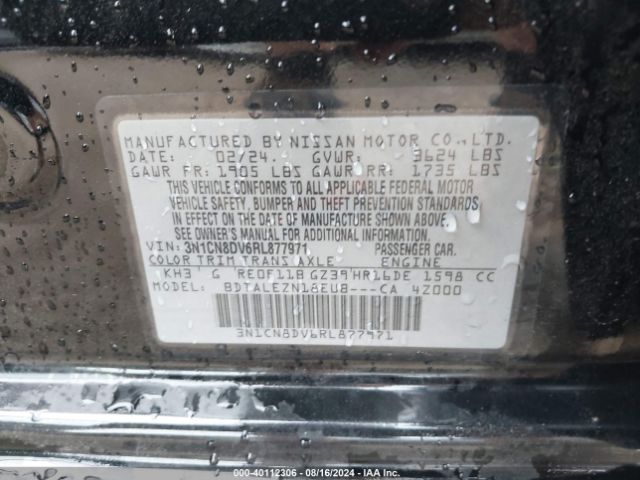 MANUFACTURED BY NISSAN MOTOR CO.,LTD.
DATE: 02/24. GVWR: 3624 LBS
GAWR FR: 1905 LBS GAWR RR: 1735 LBS
THIS VEHICLE CONFORMS TO ALL APPLICABLE FEDERAL MOTOR
VEHICLE SAFETY, BUMPER AND THEFT PREVENTION STANDARDS
IN EFFECT ON THE DATE OF MANUFACTURE SHOWN ABOVE.
ADDITIONAL INFO.: SEE OWNER'S MANUAL
VIN: 3N1CN8DV6RL877971 PASSENGER CAR.
COLOR TRIM TRANS AXLE ENGINE
KH3 G RE0F11B GZ39 HR16DE 1598 CC
MODEL: BDTALEZN18EU8---CA 4Z000
3N1CN8DV6RL877971
000-40112306 - 08/16/2024 - IAA Inc.